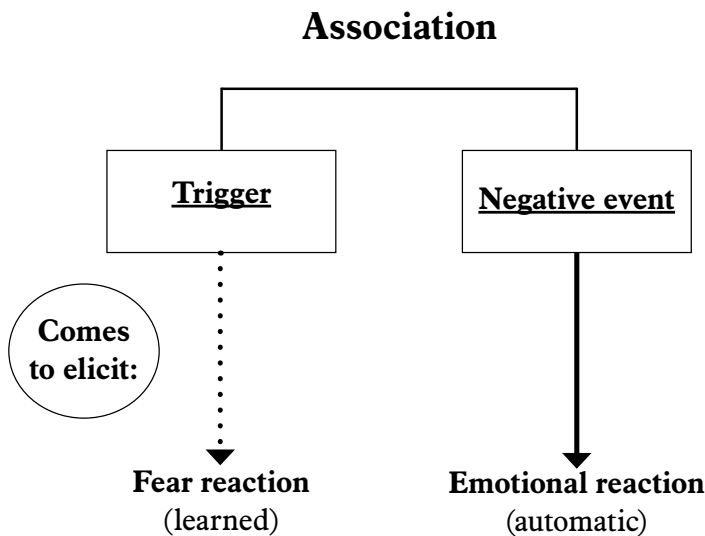 Association
Trigger
Negative event
Comes
to elicit:
Fear reaction
(learned)
Emotional reaction
(automatic)